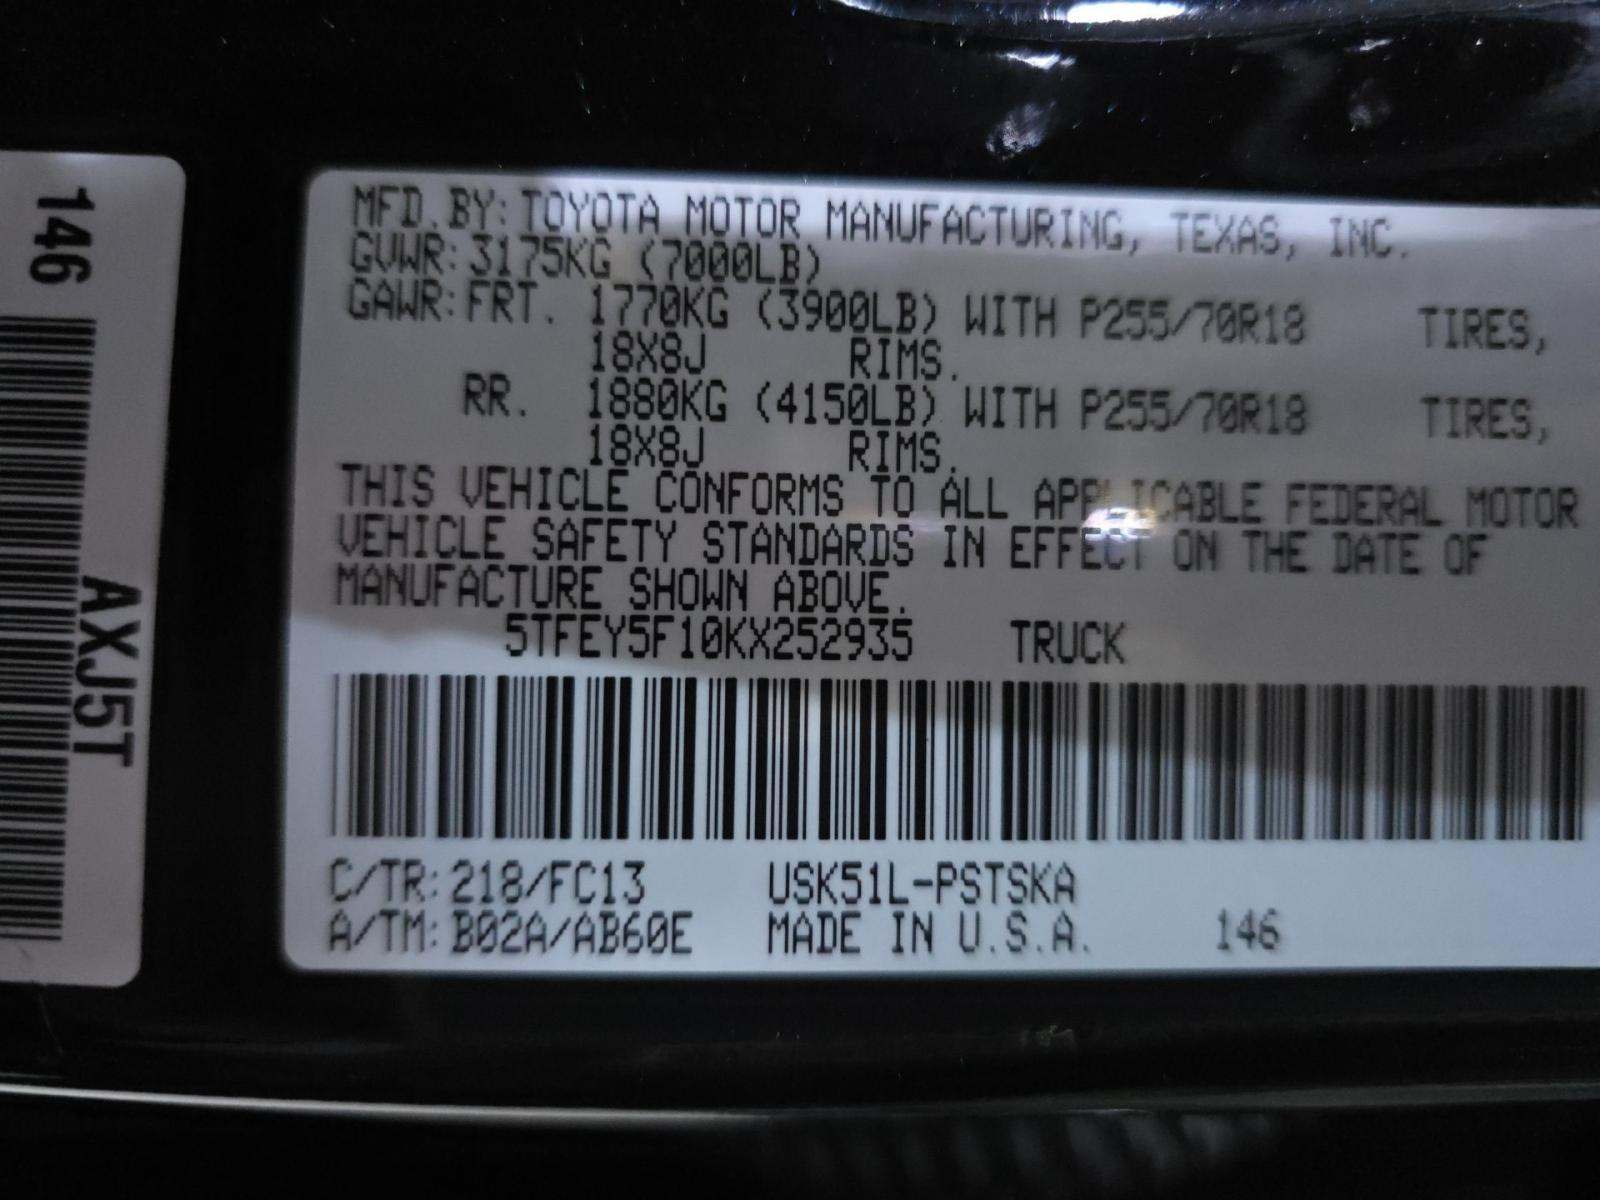 146
AXJ5T
MFD.BY:TOYOTA MOTOR MANUFACTURING, TEXAS, INC.
GVWR:3175KG (7000LB)
GAWR:FRT. 1770KG (3900LB) WITH P255/70R18 TIRES,
18X8J RIMS.
RR. 1880KG (4150LB) WITH P255/70R18 TIRES,
18X8J RIMS.
THIS VEHICLE CONFORMS TO ALL APPLICABLE FEDERAL MOTOR
VEHICLE SAFETY STANDARDS IN EFFECT ON THE DATE OF
MANUFACTURE SHOWN ABOVE.
5TFEY5F10KX252935 TRUCK
C/TR:218/FC13 USK51L-PSTSKA
A/TM:B02A/AB60E MADE IN U.S.A. 146